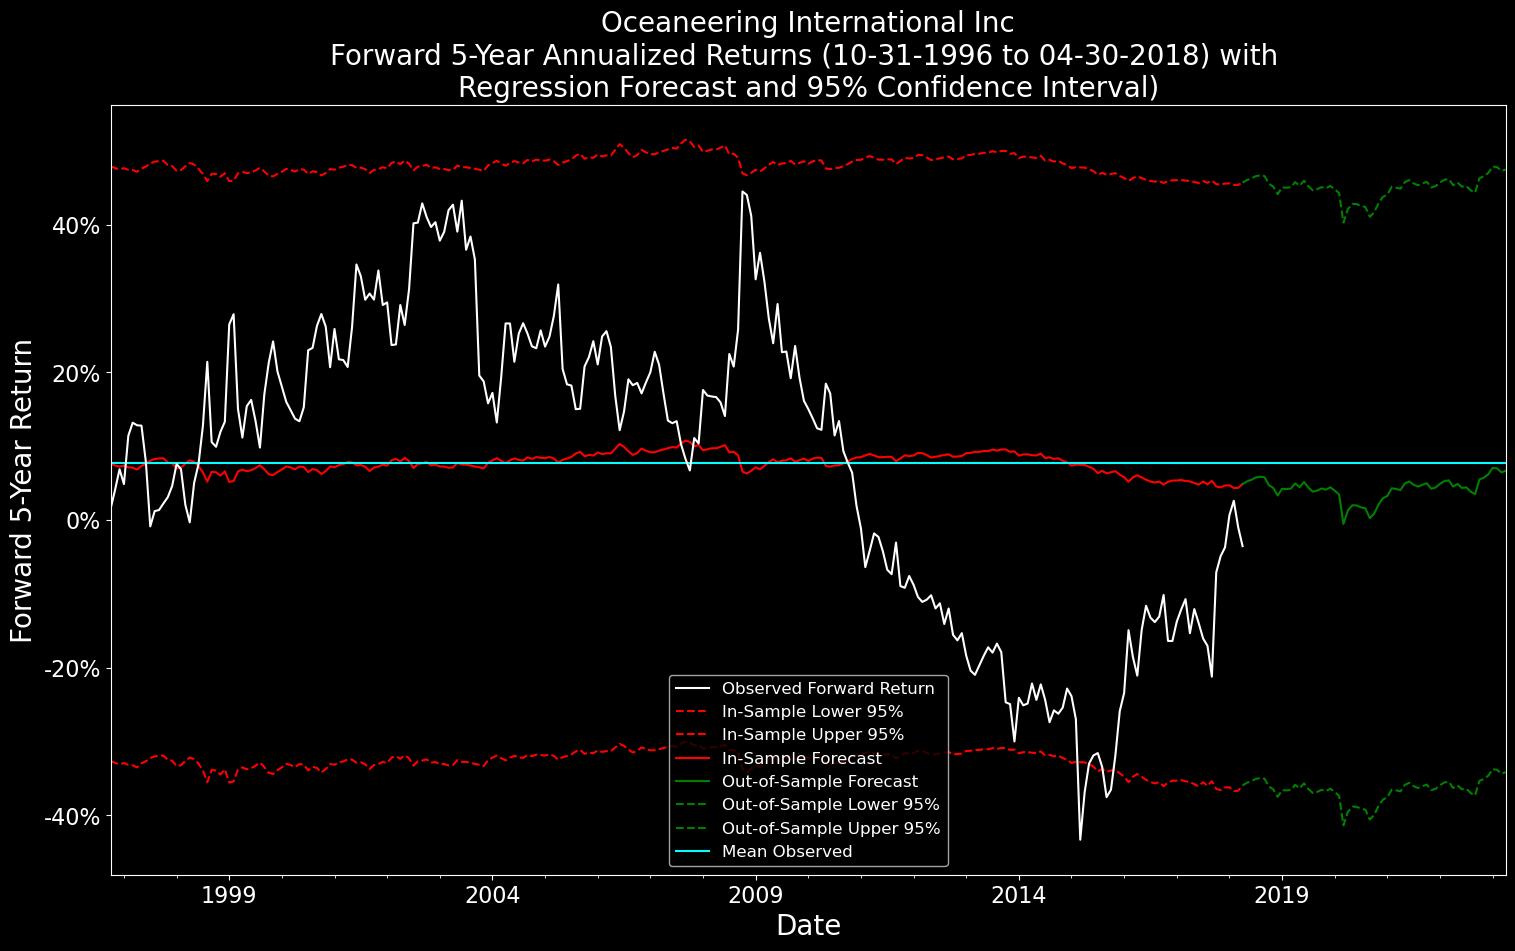 Oceaneering International Inc
Forward 5-Year Annualized Returns (10-31-1996 to 04-30-2018) with
Regression Forecast and 95% Confidence Interval)
Forward 5-Year Return
40%
20%
0%
-20%
-40%
Observed Forward Return
In-Sample Lower 95%
In-Sample Upper 95%
In-Sample Forecast
Out-of-Sample Forecast
Out-of-Sample Lower 95%
Out-of-Sample Upper 95%
Mean Observed
1999
2004
2009
2014
2019
Date